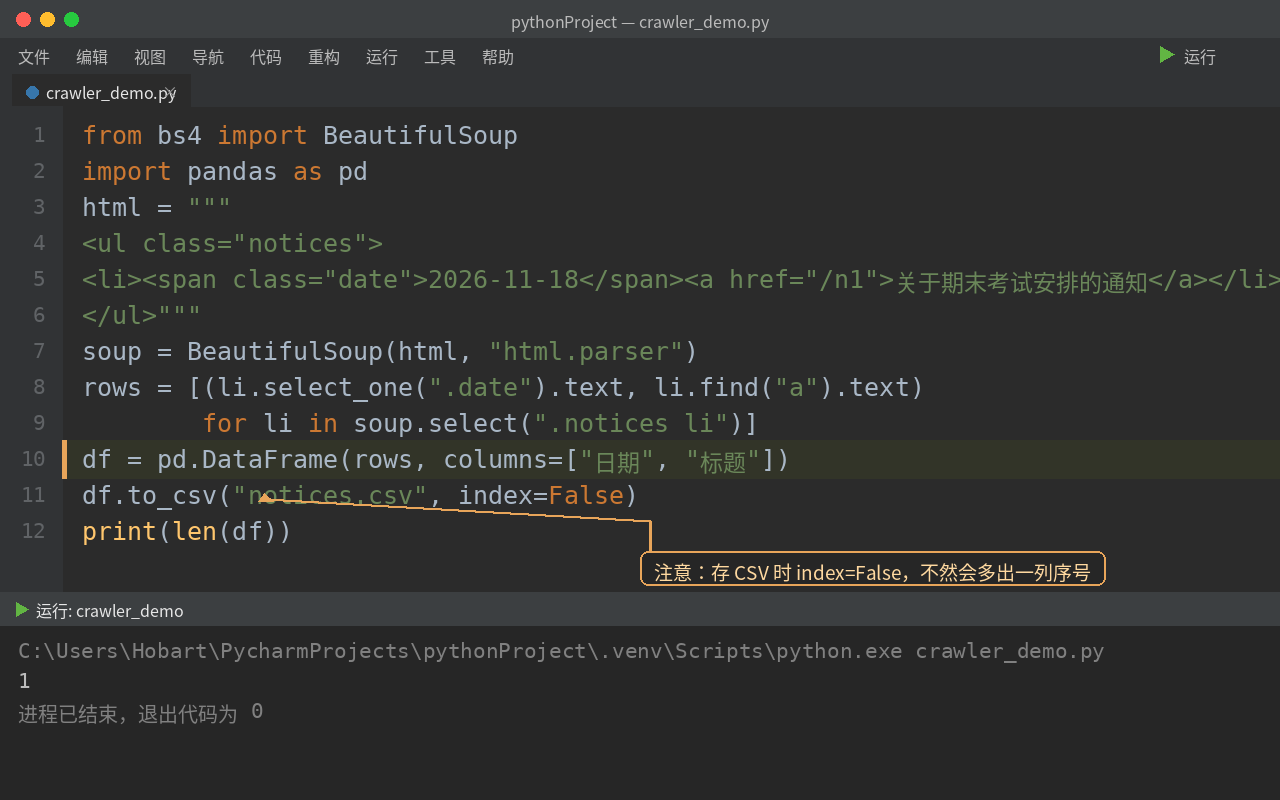 pythonProject — crawler_demo.py
文件 编辑 视图 导航 代码 重构 运行 工具 帮助 运行
crawler_demo.py
1 from bs4 import BeautifulSoup
2 import pandas as pd
3 html = """
4 <ul class="notices">
5 <li><span class="date">2026-11-18</span><a href="/n1">关于期末考试安排的通知</a></li>
6 </ul>"""
7 soup = BeautifulSoup(html, "html.parser")
8 rows = [(li.select_one(".date").text, li.find("a").text)
9         for li in soup.select(".notices li")]
10 df = pd.DataFrame(rows, columns=["日期", "标题"])
11 df.to_csv("notices.csv", index=False)
12 print(len(df))
注意：存 CSV 时 index=False，不然会多出一列序号
运行: crawler_demo
C:\Users\Hobart\PycharmProjects\pythonProject\.venv\Scripts\python.exe crawler_demo.py
1
进程已结束，退出代码为 0